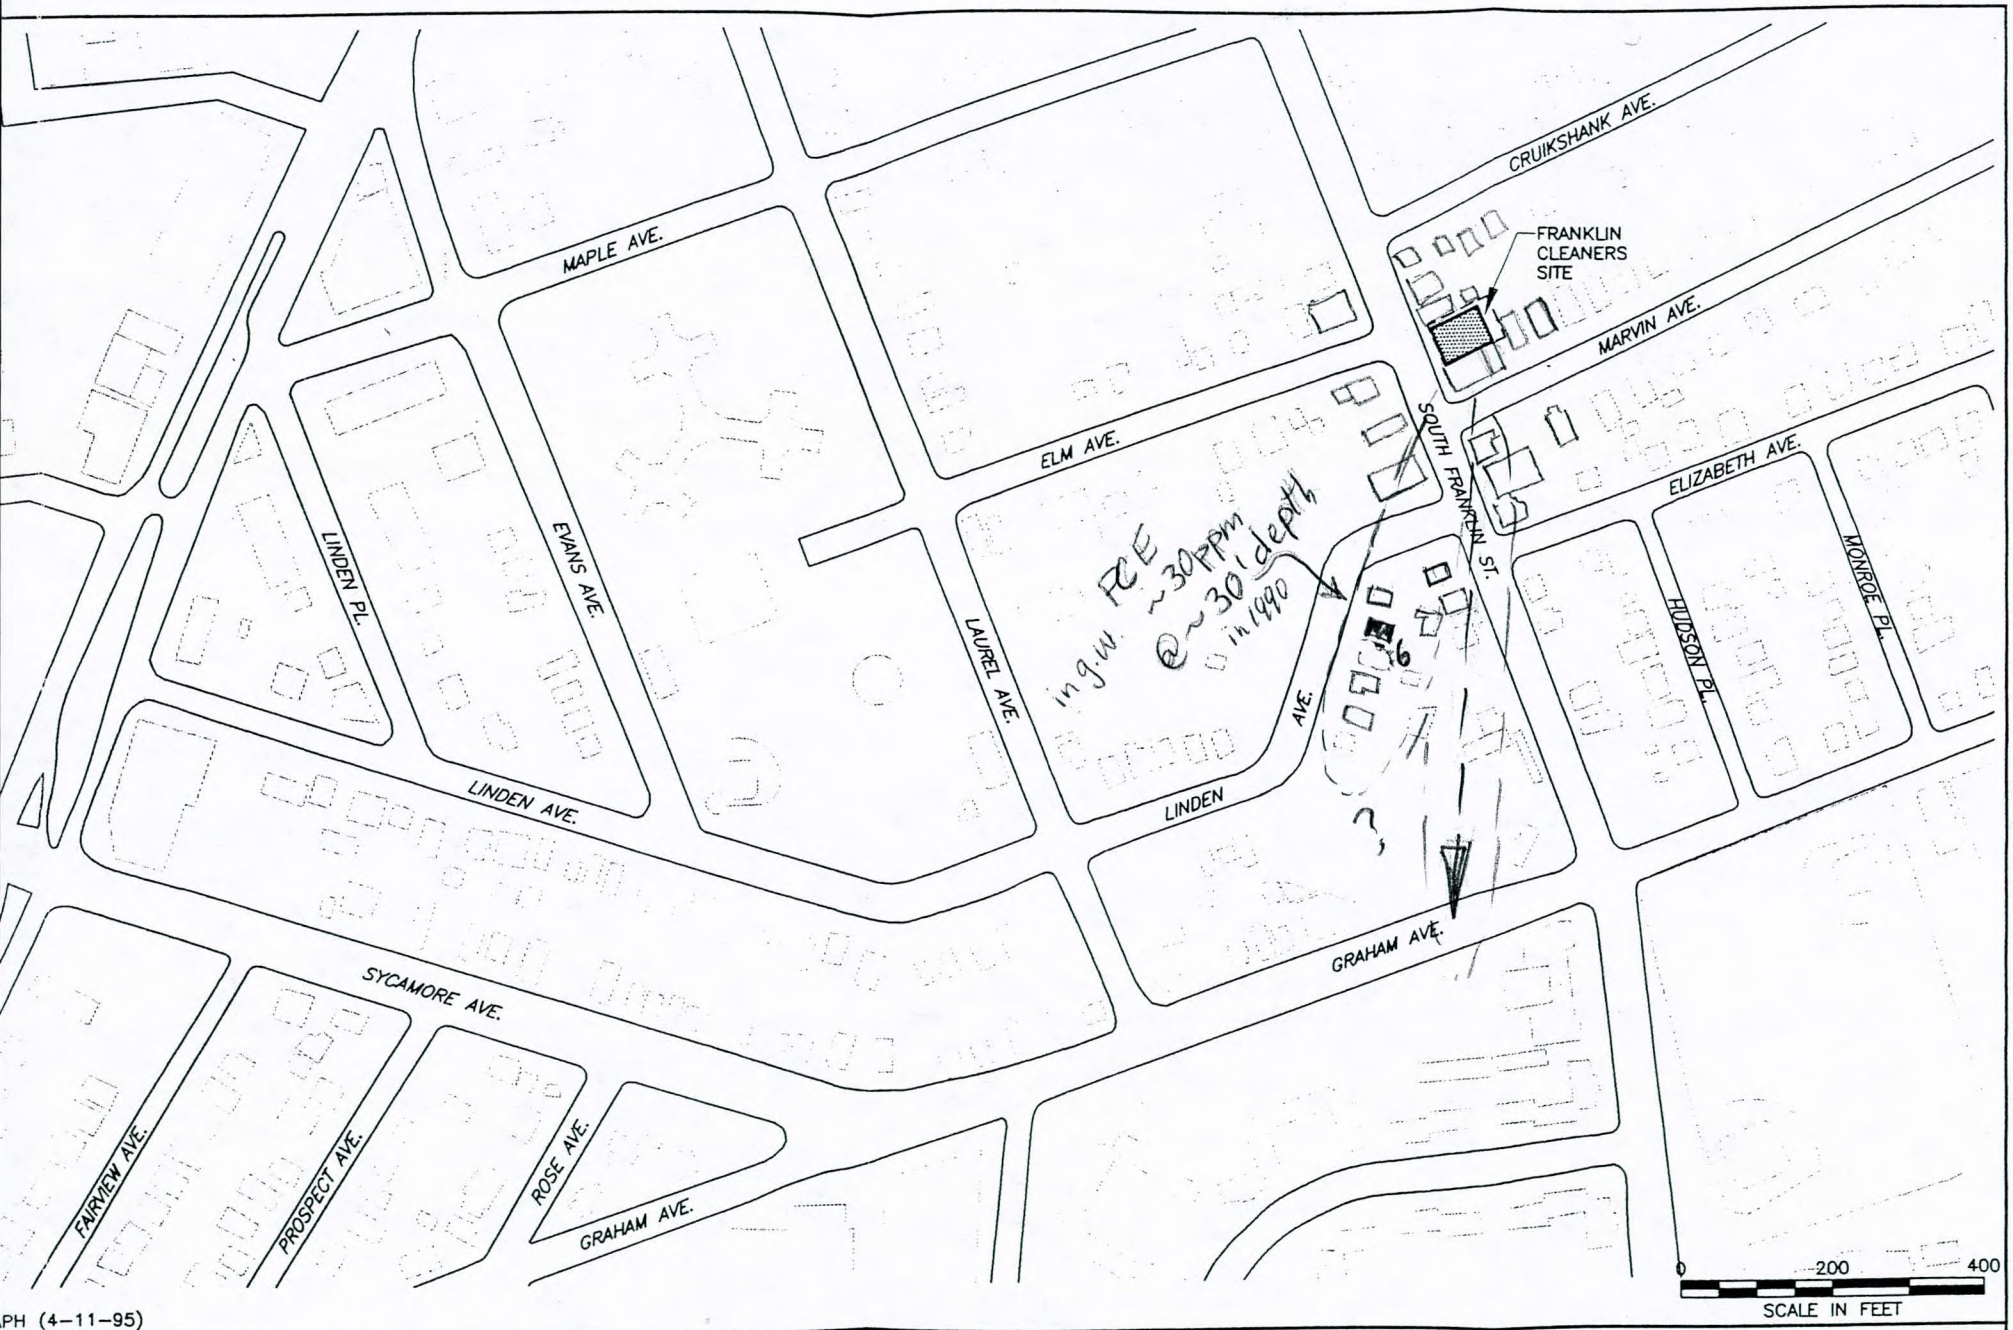 CRUIKSHANK AVE.
FRANKLIN
CLEANERS
SITE
MAPLE AVE.
MARVIN AVE.
ELM AVE.
SOUTH FRANKLIN ST.
ELIZABETH AVE.
LINDEN PL.
EVANS AVE.
LAUREL AVE.
in g.w. PCE
~30ppm
@ ~30' depth
in 1990
HUDSON PL.
MONROE PL.
6
AVE.
LINDEN
LINDEN AVE.
?
GRAHAM AVE.
SYCAMORE AVE.
FAIRVIEW AVE.
PROSPECT AVE.
ROSE AVE.
GRAHAM AVE.
0 200 400
SCALE IN FEET
PH (4-11-95)